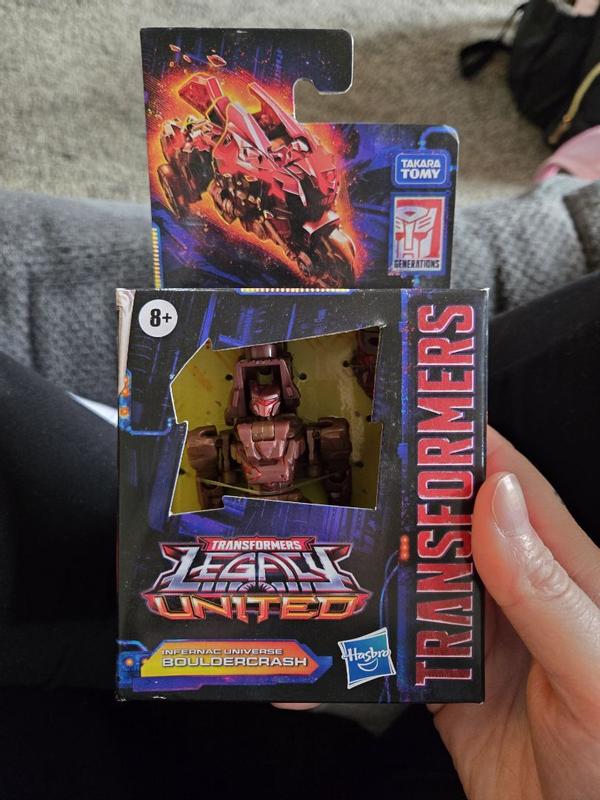 TAKARA
TOMY
GENERATIONS
8+
TRANSFORMERS
TRANSFORMERS
LEGACY
UNITED
INFERNAC UNIVERSE
BOULDERCRASH
Hasbro